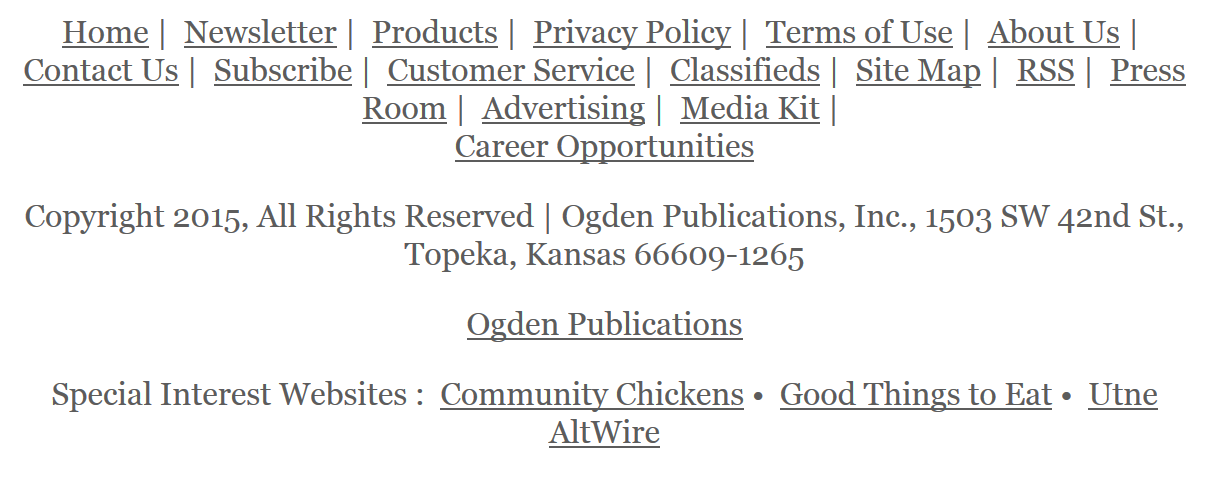 Home | Newsletter | Products | Privacy Policy | Terms of Use | About Us |
Contact Us | Subscribe | Customer Service | Classifieds | Site Map | RSS | Press
Room | Advertising | Media Kit |
Career Opportunities
Copyright 2015, All Rights Reserved | Ogden Publications, Inc., 1503 SW 42nd St.,
Topeka, Kansas 66609-1265
Ogden Publications
Special Interest Websites : Community Chickens • Good Things to Eat • Utne
AltWire